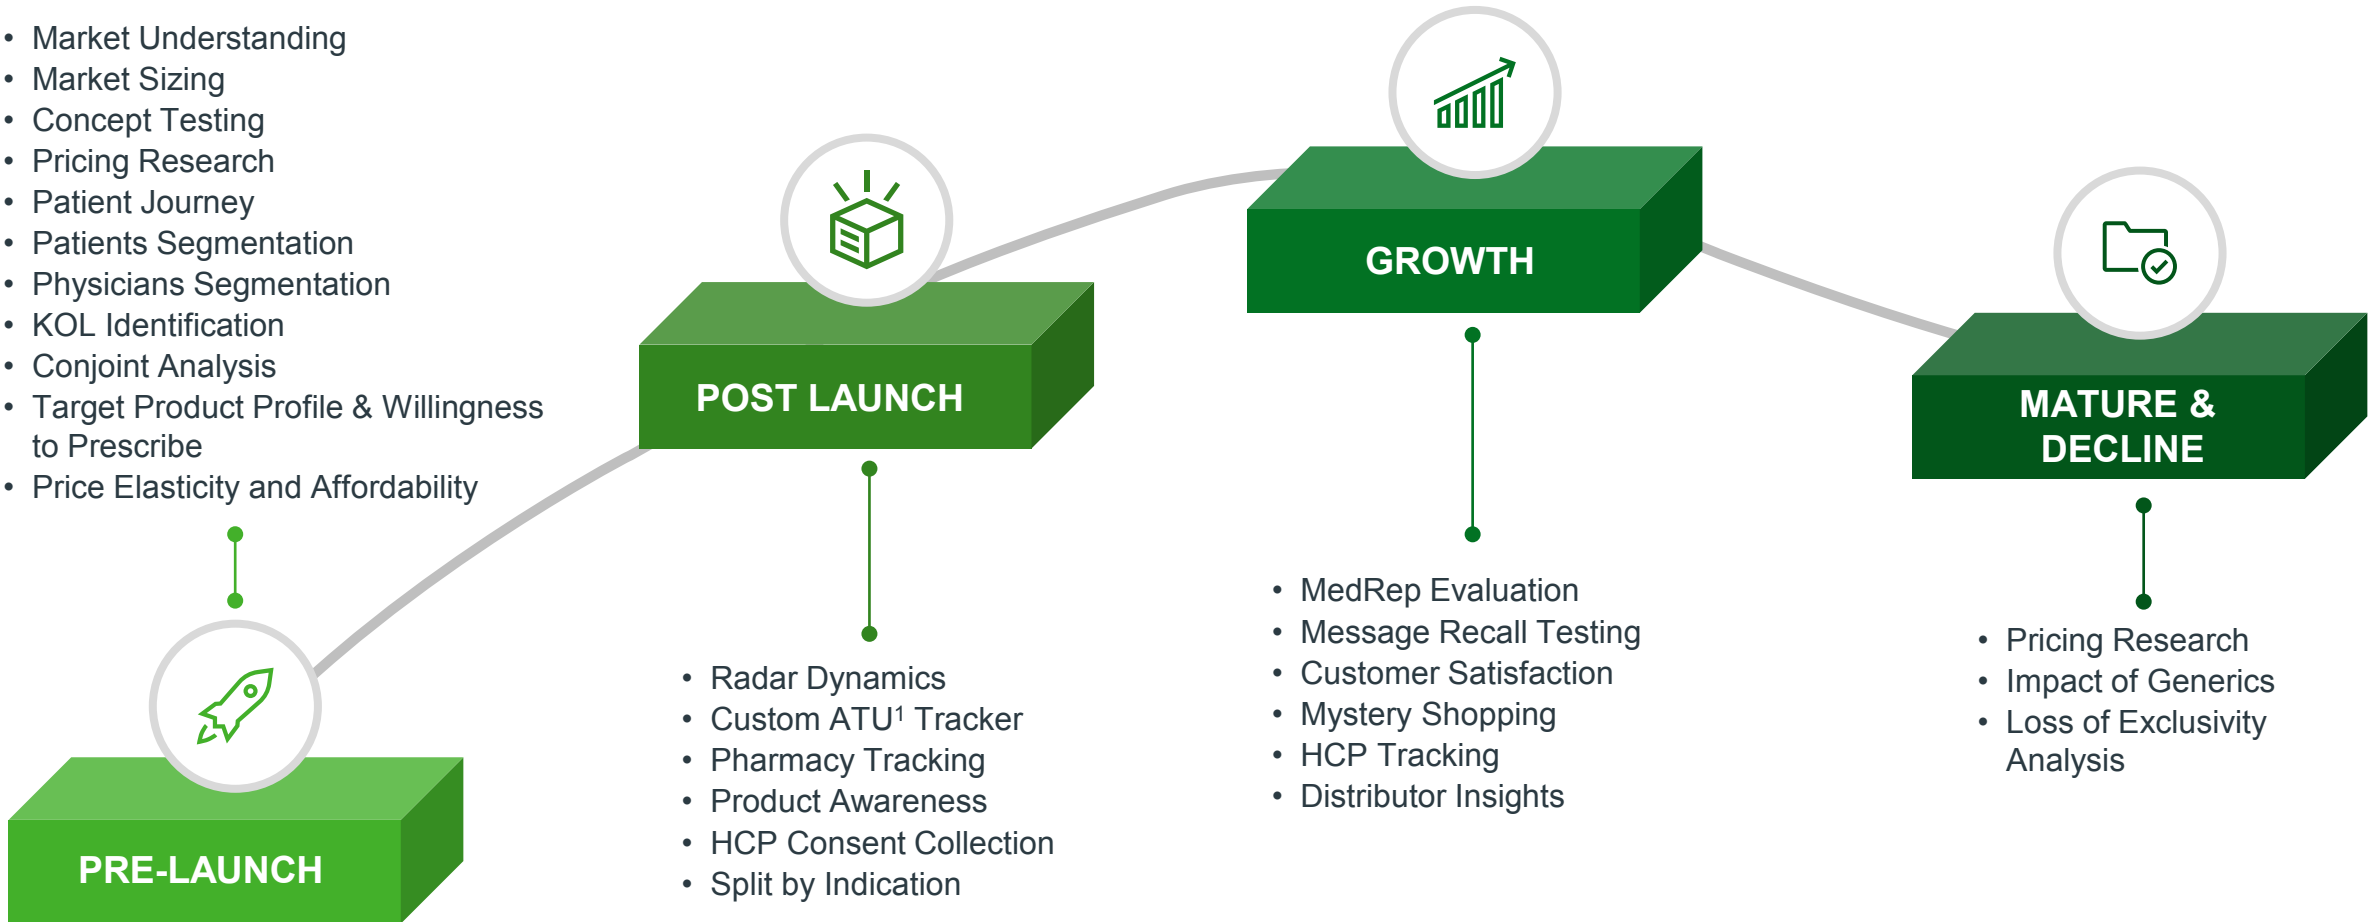 • Market Understanding
• Market Sizing
• Concept Testing
• Pricing Research
• Patient Journey
• Patients Segmentation
• Physicians Segmentation
• KOL Identification
• Conjoint Analysis
• Target Product Profile & Willingness
to Prescribe
• Price Elasticity and Affordability
PRE-LAUNCH
POST LAUNCH
• Radar Dynamics
• Custom ATU¹ Tracker
• Pharmacy Tracking
• Product Awareness
• HCP Consent Collection
• Split by Indication
GROWTH
• MedRep Evaluation
• Message Recall Testing
• Customer Satisfaction
• Mystery Shopping
• HCP Tracking
• Distributor Insights
MATURE &
DECLINE
• Pricing Research
• Impact of Generics
• Loss of Exclusivity
Analysis